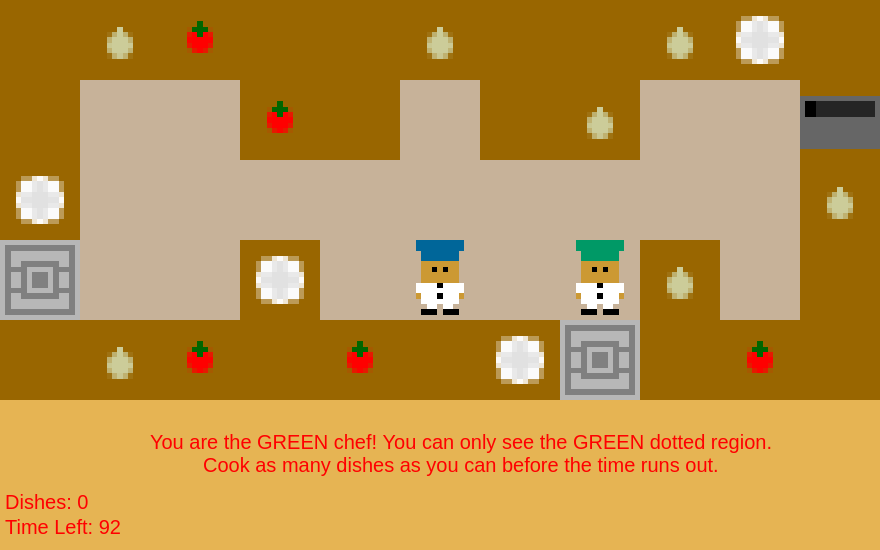 You are the GREEN chef! You can only see the GREEN dotted region.
Cook as many dishes as you can before the time runs out.
Dishes: 0
Time Left: 92